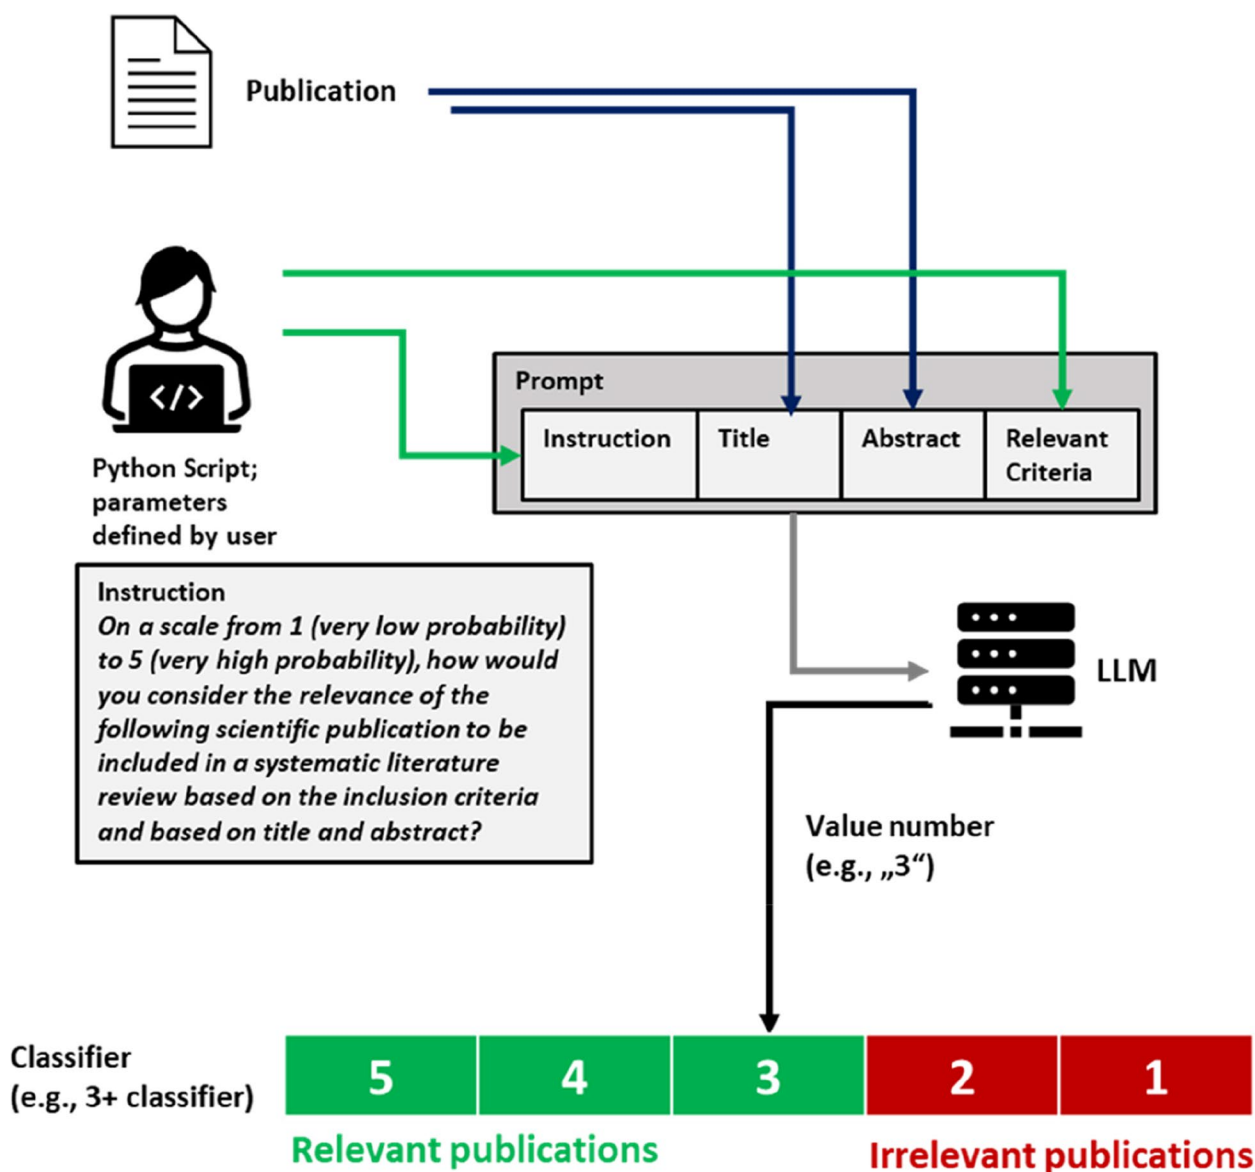 Publication
Prompt
Instruction
Title
Abstract
Relevant
Criteria
</>
Python Script;
parameters
defined by user
Instruction
On a scale from 1 (very low probability)
to 5 (very high probability), how would
you consider the relevance of the
following scientific publication to be
included in a systematic literature
review based on the inclusion criteria
and based on title and abstract?
LLM
Value number
(e.g., „3“)
Classifier
(e.g., 3+ classifier)
5 4 3 2 1
Relevant publications
Irrelevant publications